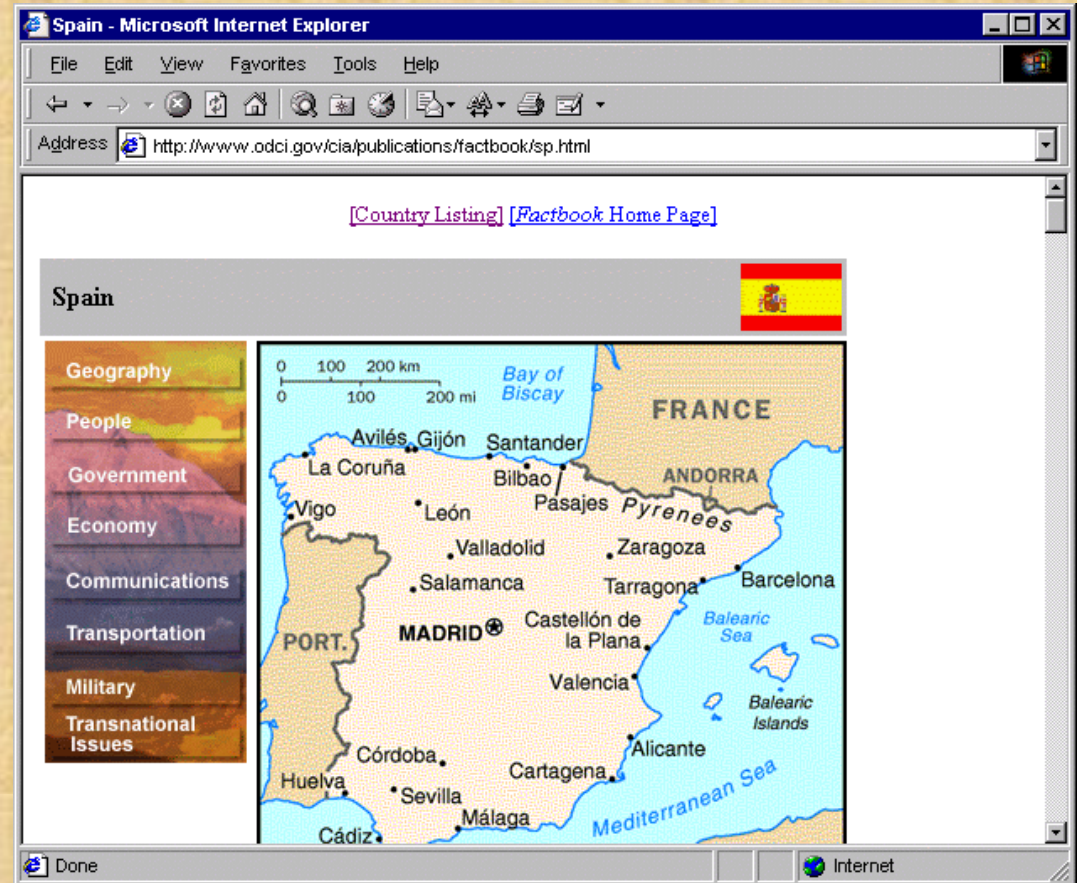 Spain - Microsoft Internet Explorer
File Edit View Favorites Tools Help
Address http://www.odci.gov/cia/publications/factbook/sp.html
[Country Listing] [Factbook Home Page]
Spain
Geography
People
Government
Economy
Communications
Transportation
Military
Transnational
Issues
0 100 200 km
0 100 200 mi
Bay of
Biscay
FRANCE
Avilés Gijón Santander
La Coruña
Bilbao
ANDORRA
Pasajes
Pyrenees
Vigo
León
Valladolid
Zaragoza
Salamanca
Tarragona
Barcelona
MADRID
Castellón de
la Plana
Balearic
Sea
PORT.
Valencia
Balearic
Islands
Alicante
Córdoba
Cartagena
Mediterranean Sea
Huelva
Sevilla
Málaga
Cádiz
Done Internet